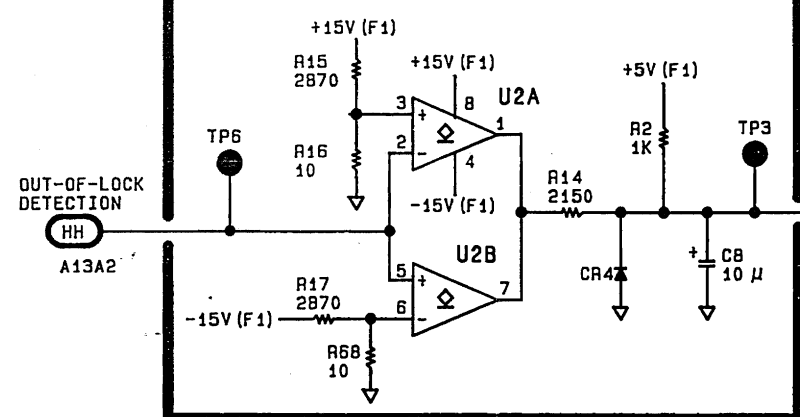 +15V(F1)
R15
2870
+15V(F1)
U2A
3
8
+
1
2
-
4
R16
10
-15V(F1)
TP6
OUT-OF-LOCK
DETECTION
HH
A13A2
+5V(F1)
R2
1K
TP3
R14
2150
CR4
+
C8
10 µ
U2B
5
+
7
6
-
R17
2870
-15V(F1)
R68
10